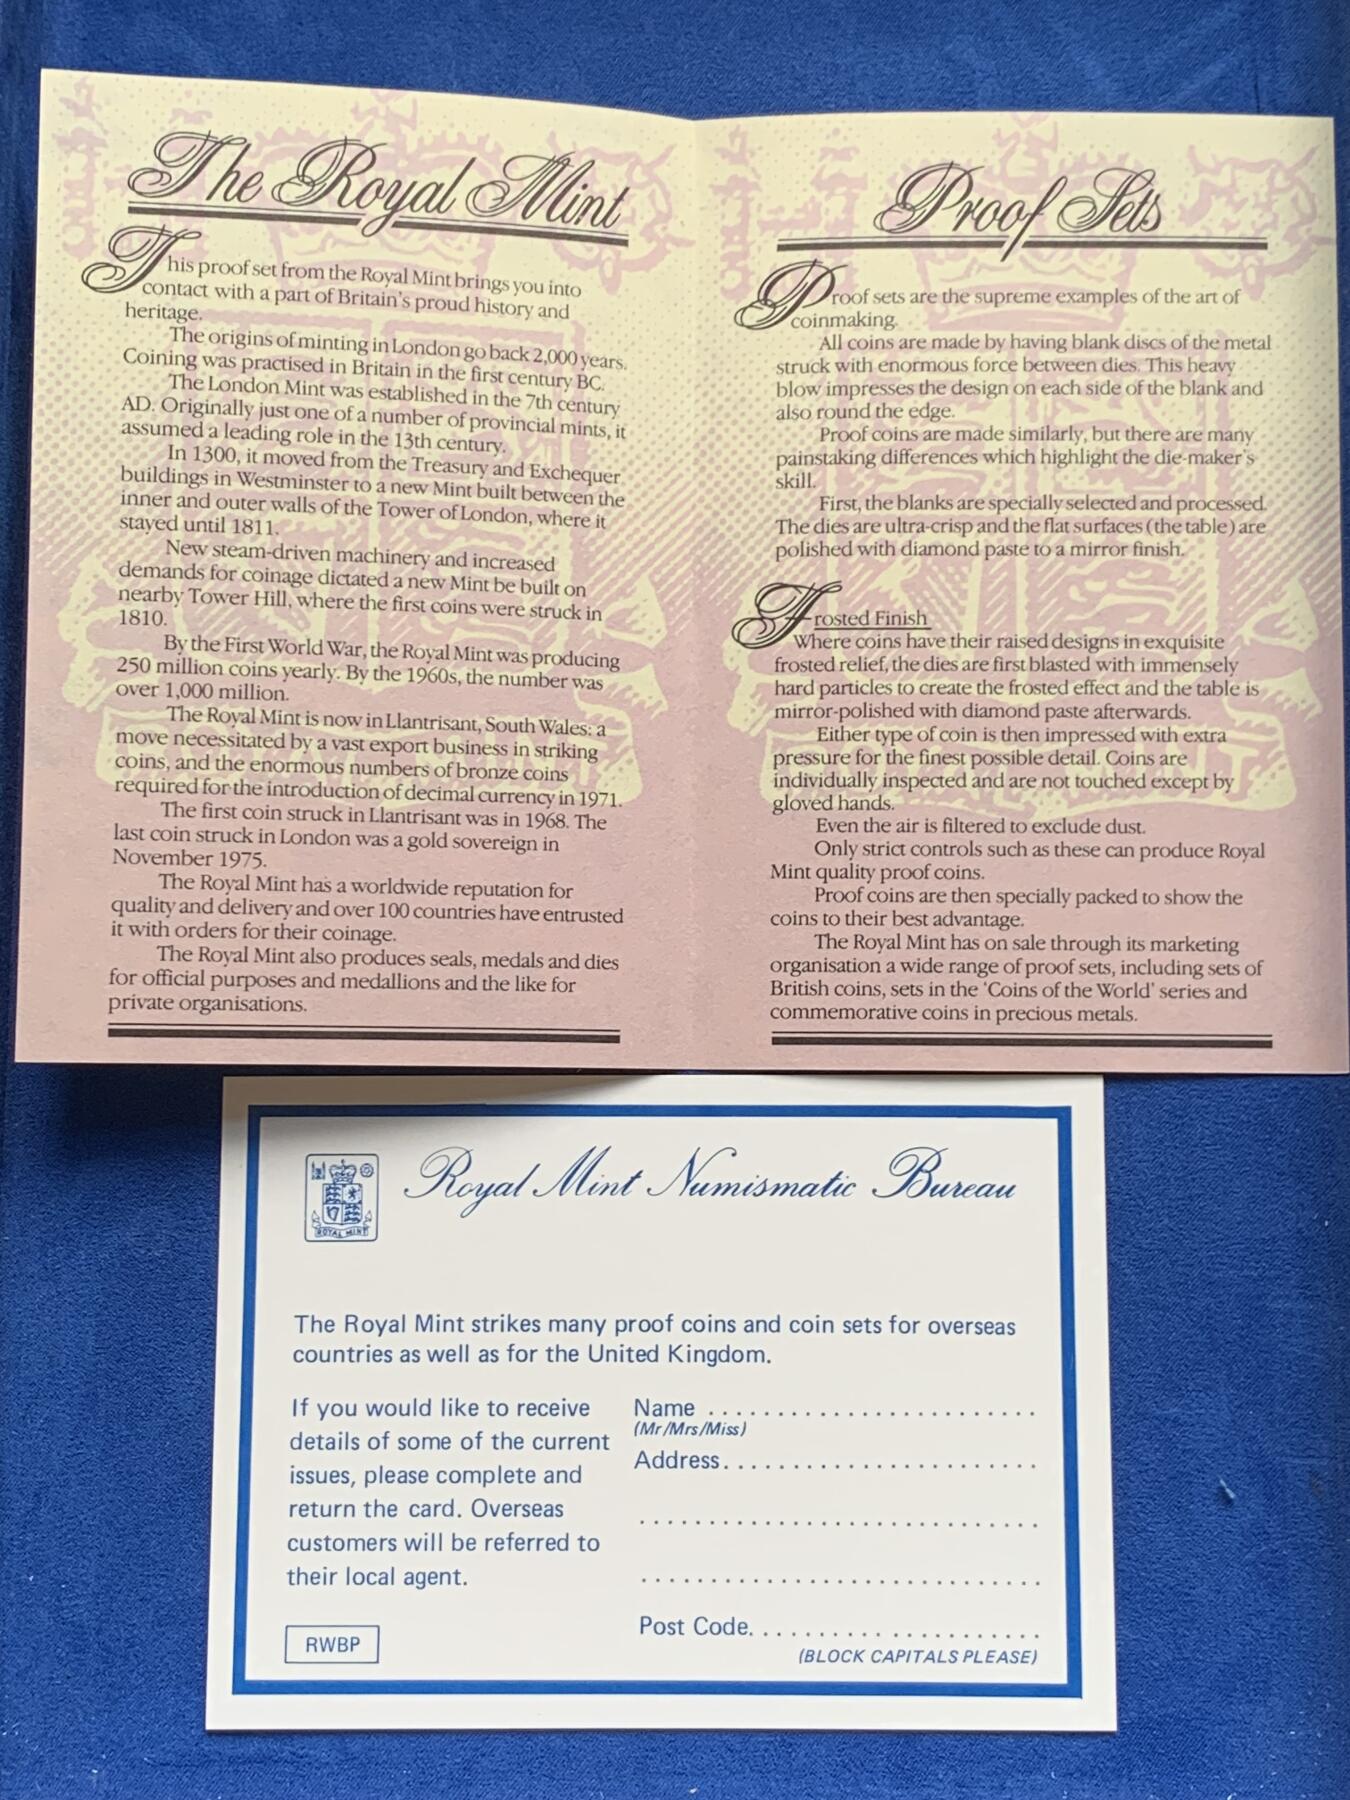 The Royal Mint
This proof set from the Royal Mint brings you into
contact with a part of Britain's proud history and
heritage.
The origins of minting in London go back 2,000 years.
Coining was practised in Britain in the first century BC.
The London Mint was established in the 7th century
AD. Originally just one of a number of provincial mints, it
assumed a leading role in the 13th century.
In 1300, it moved from the Treasury and Exchequer
buildings in Westminster to a new Mint built between the
inner and outer walls of the Tower of London, where it
stayed until 1811.
New steam-driven machinery and increased
demands for coinage dictated a new Mint be built on
nearby Tower Hill, where the first coins were struck in
1810.
By the First World War, the Royal Mint was producing
250 million coins yearly. By the 1960s, the number was
over 1,000 million.
The Royal Mint is now in Llantrisant, South Wales: a
move necessitated by a vast export business in striking
coins, and the enormous numbers of bronze coins
required for the introduction of decimal currency in 1971.
The first coin struck in Llantrisant was in 1968. The
last coin struck in London was a gold sovereign in
November 1975.
The Royal Mint has a worldwide reputation for
quality and delivery and over 100 countries have entrusted
it with orders for their coinage.
The Royal Mint also produces seals, medals and dies
for official purposes and medallions and the like for
private organisations.
Proof Sets
Proof sets are the supreme examples of the art of
coinmaking.
All coins are made by having blank discs of the metal
struck with enormous force between dies. This heavy
blow impresses the design on each side of the blank and
also round the edge.
Proof coins are made similarly, but there are many
painstaking differences which highlight the die-maker's
skill.
First, the blanks are specially selected and processed.
The dies are ultra-crisp and the flat surfaces (the table) are
polished with diamond paste to a mirror finish.
Frosted Finish
Where coins have their raised designs in exquisite
frosted relief, the dies are first blasted with immensely
hard particles to create the frosted effect and the table is
mirror-polished with diamond paste afterwards.
Either type of coin is then impressed with extra
pressure for the finest possible detail. Coins are
individually inspected and are not touched except by
gloved hands.
Even the air is filtered to exclude dust.
Only strict controls such as these can produce Royal
Mint quality proof coins.
Proof coins are then specially packed to show the
coins to their best advantage.
The Royal Mint has on sale through its marketing
organisation a wide range of proof sets, including sets of
British coins, sets in the 'Coins of the World' series and
commemorative coins in precious metals.
ROYAL MINT
Royal Mint Numismatic Bureau
The Royal Mint strikes many proof coins and coin sets for overseas
countries as well as for the United Kingdom.
If you would like to receive
details of some of the current
issues, please complete and
return the card. Overseas
customers will be referred to
their local agent.
RWBP
Name
(Mr/Mrs/Miss)
Address
Post Code
(BLOCK CAPITALS PLEASE)